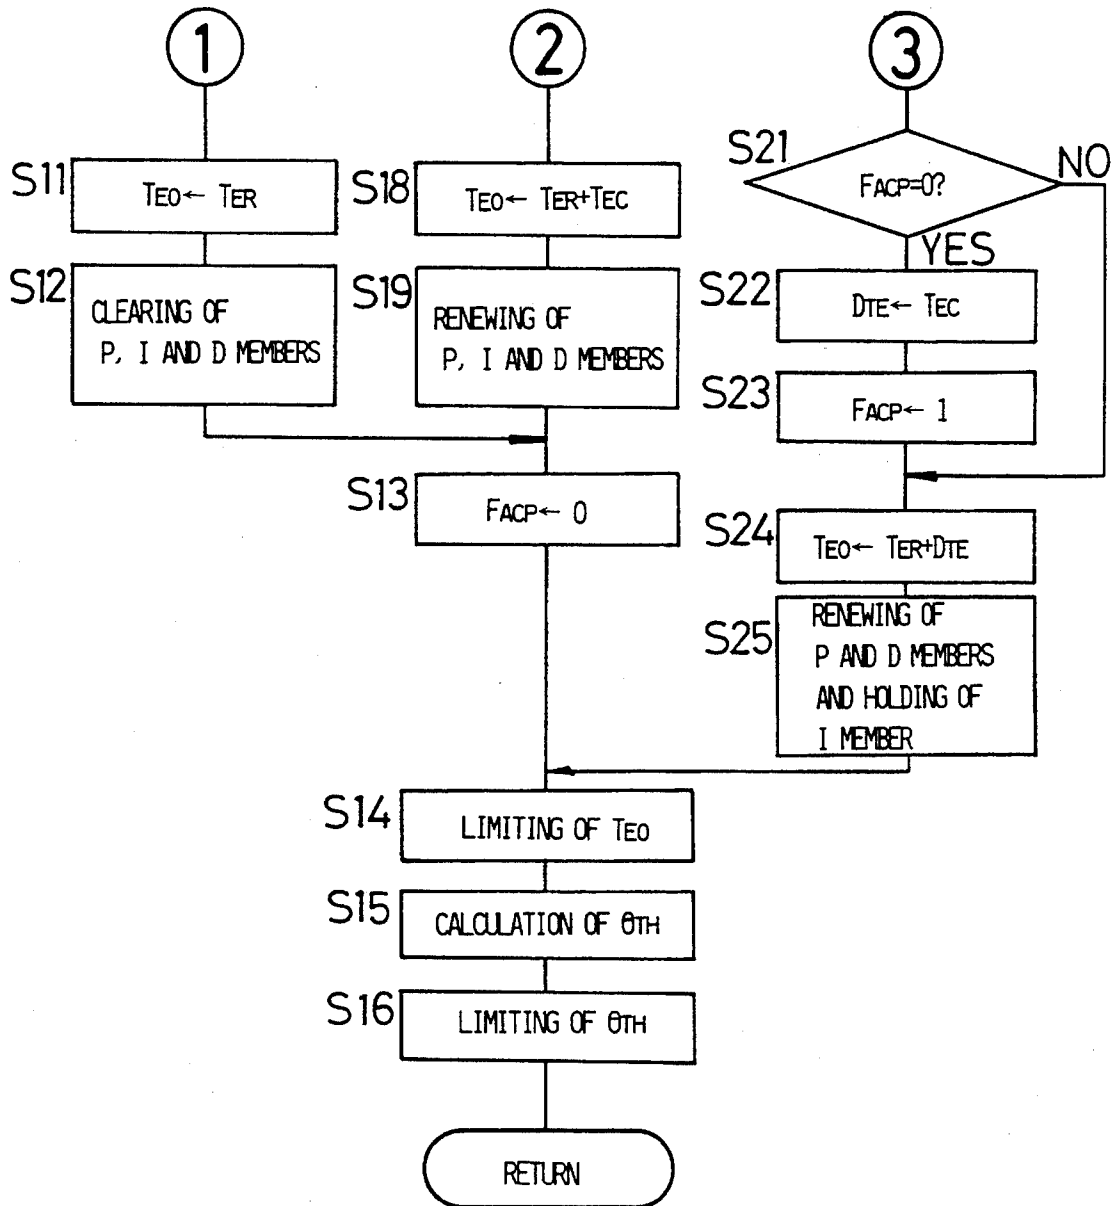 1
S11
TEO← TER
S12
CLEARING OF
P, I AND D MEMBERS
2
S18
TEO← TER+TEC
S19
RENEWING OF
P, I AND D MEMBERS
S13
FACP← 0
3
S21
FACP=0?
NO
YES
S22
DTE← TEC
S23
FACP← 1
S24
TEO← TER+DTE
S25
RENEWING OF
P AND D MEMBERS
AND HOLDING OF
I MEMBER
S14
LIMITING OF TEO
S15
CALCULATION OF θTH
S16
LIMITING OF θTH
RETURN